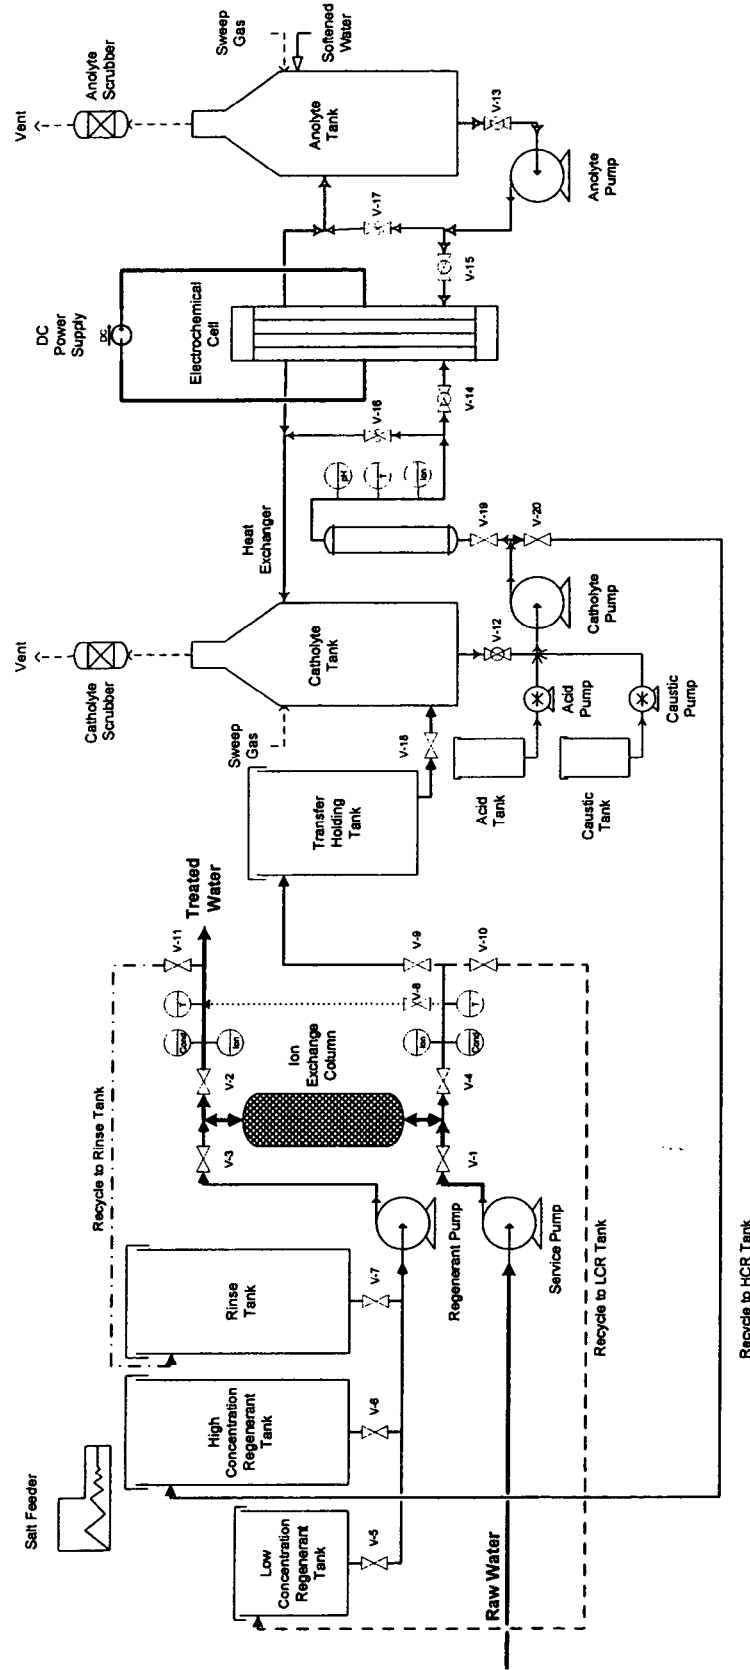 Salt Feeder
Low
Concentration
Regenerant
Tank
High
Concentration
Regenerant
Tank
Rinse
Tank
Recycle to Rinse Tank
V-5
V-6
V-7
Raw Water
Regenerant Pump
Service Pump
Recycle to LCR Tank
Recycle to HCR Tank
V-3
V-2
V-1
V-4
Ion
Exchange
Column
Cond
Ion
T
Ion
Cond
T
V-8
V-11
V-9
V-10
Treated
Water
Transfer
Holding
Tank
V-18
Vent
Catholyte
Scrubber
Sweep
Gas
Catholyte
Tank
V-12
Acid
Tank
Acid
Pump
Caustic
Tank
Caustic
Pump
Catholyte
Pump
V-19
V-20
Heat
Exchanger
pH
T
Ion
V-16
V-14
DC
Power
Supply
DC
Electrochemical
Cell
V-15
V-17
Vent
Anolyte
Scrubber
Sweep
Gas
Softened
Water
Anolyte
Tank
V-13
Anolyte
Pump